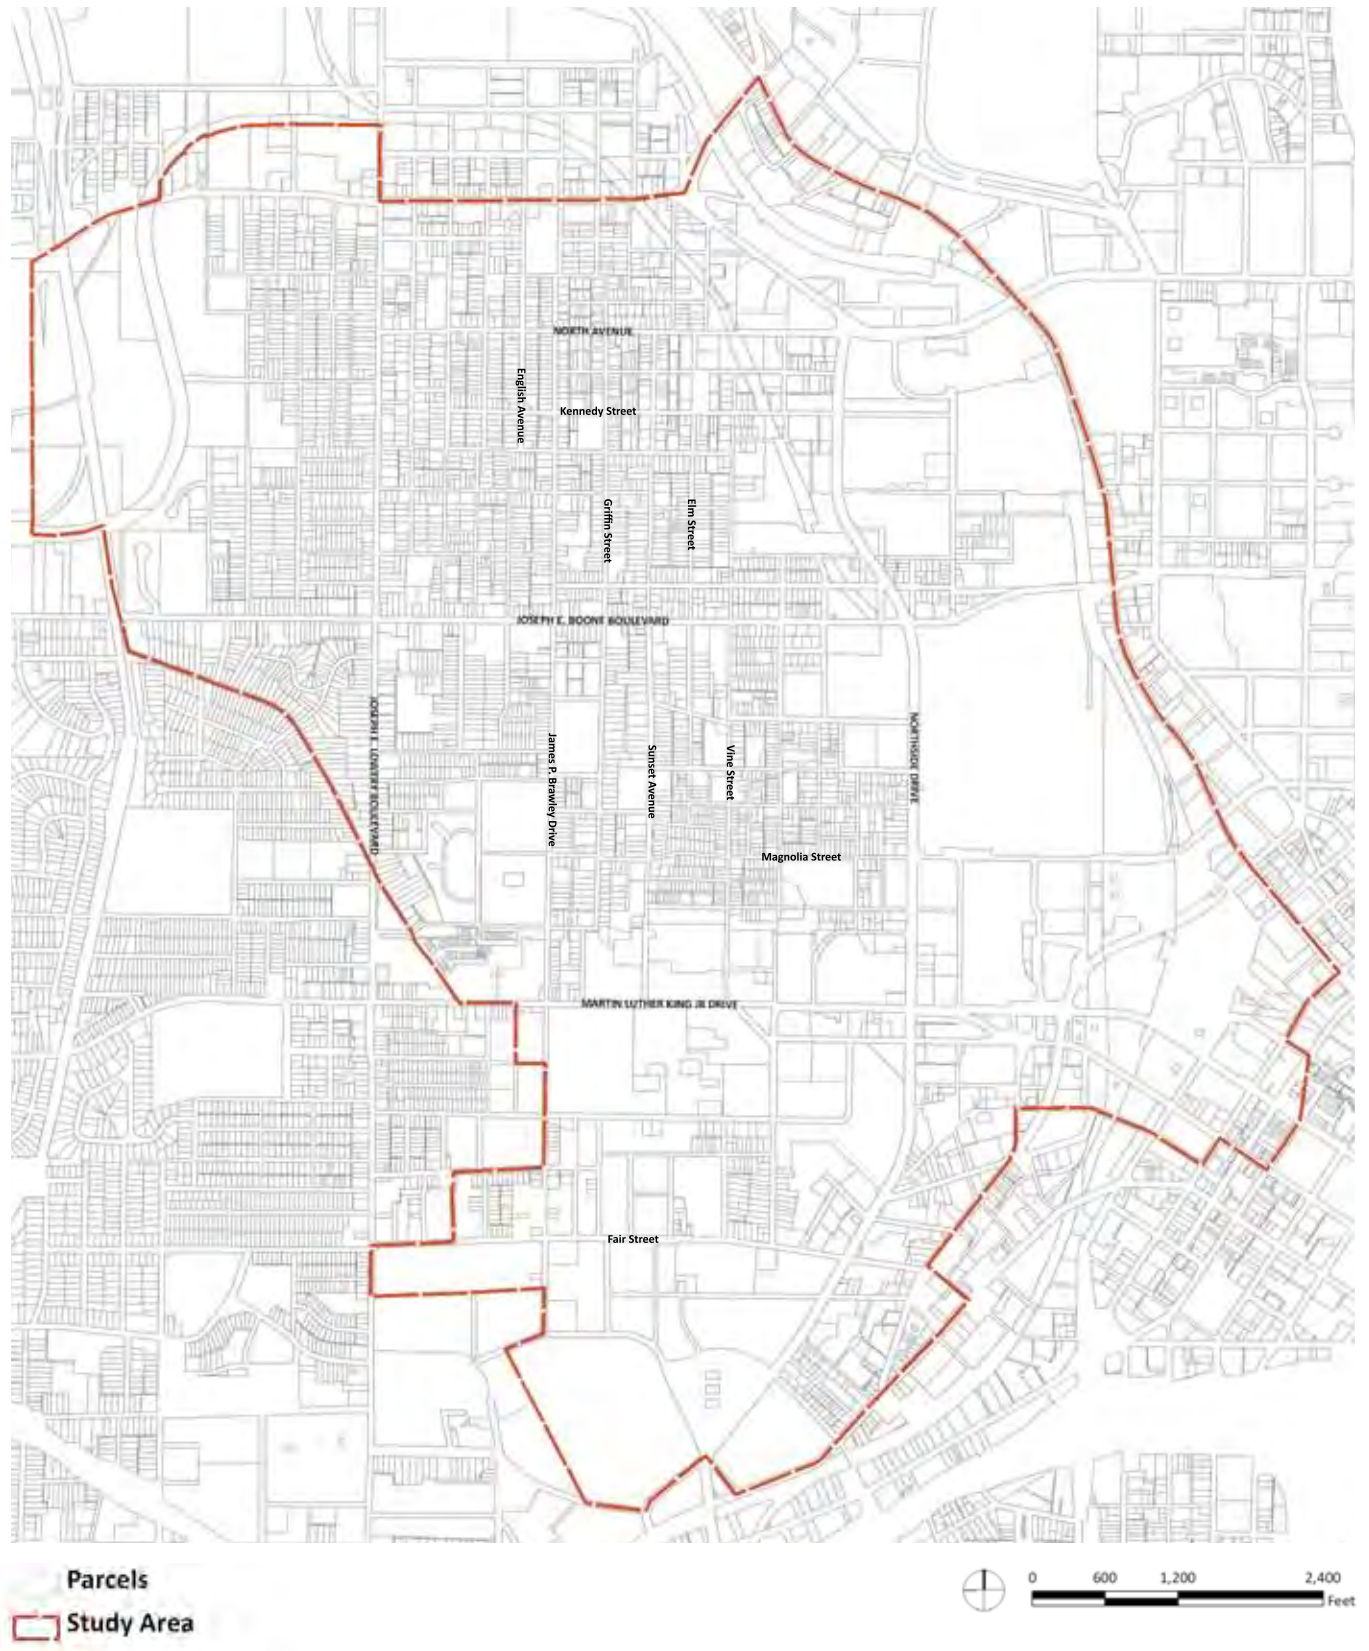 NORTH AVENUE
English Avenue
Kennedy Street
Griffin Street
Elm Street
JOSEPH E. BOONE BOULEVARD
JOSEPH E. LOWERY BOULEVARD
James P. Brawley Drive
Sunset Avenue
Vine Street
NORTHSIDE DRIVE
Magnolia Street
MARTIN LUTHER KING JR DRIVE
Fair Street
Parcels
Study Area
0 600 1,200 2,400
Feet